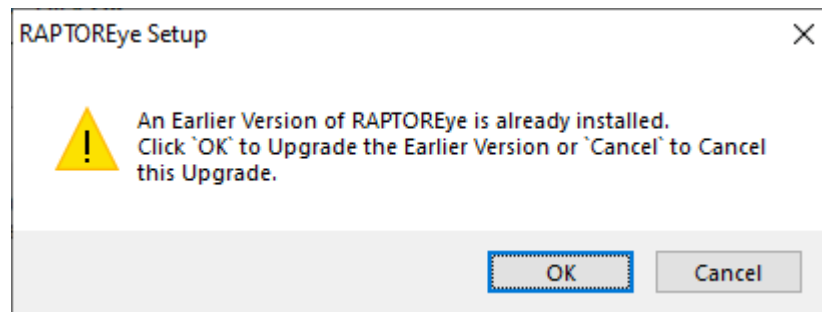 RAPTOREye Setup
An Earlier Version of RAPTOREye is already installed.
Click `OK` to Upgrade the Earlier Version or `Cancel` to Cancel
this Upgrade.
OK
Cancel